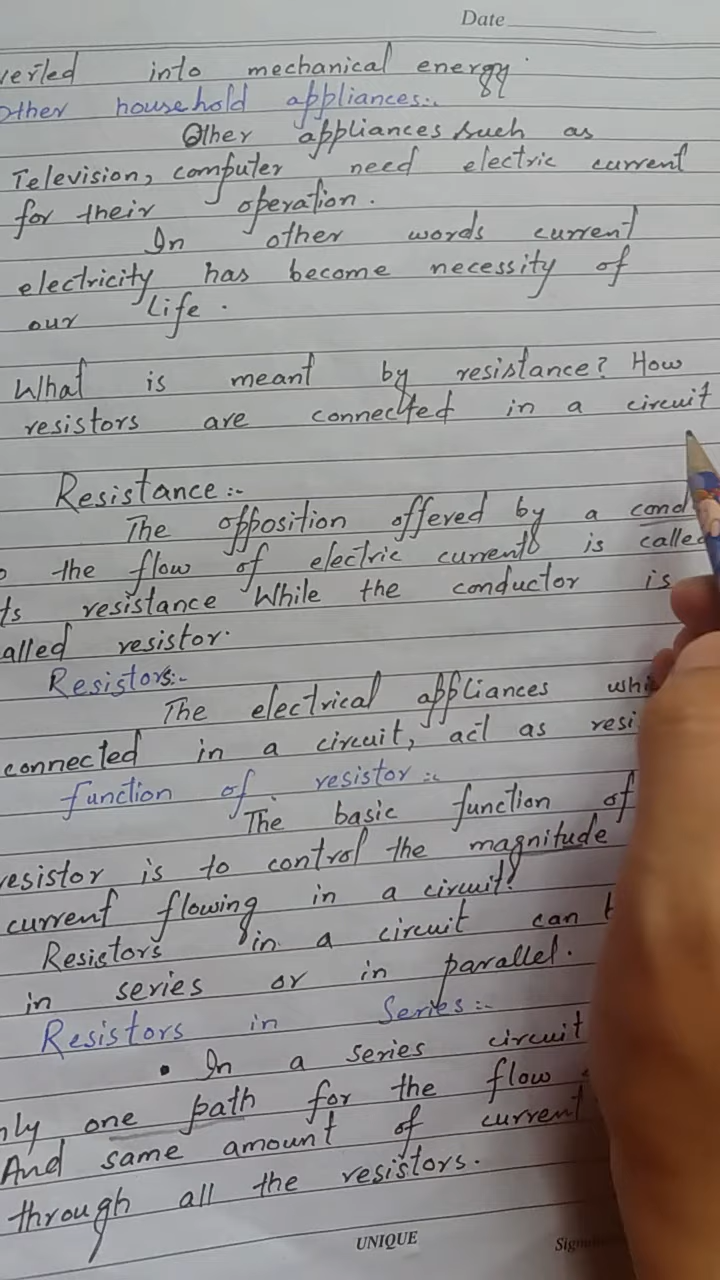 Date
verted into mechanical energy.
Other household appliances:-
Other appliances such as
Television, computer need electric current
for their operation.
In other words current
electricity has become necessity of
our life.
What is meant by resistance? How
resistors are connected in a circuit
Resistance:-
The opposition offered by a cond
the flow of electric current is called
ts resistance While the conductor is
alled resistor.
Resistors:-
The electrical appliances whi
connected in a circuit, act as resi
function of resistor:-
The basic function of
resistor is to control the magnitude
current flowing in a circuit.
Resistors in a circuit can
in series or in parallel.
Resistors in Series:-
• In a series circuit
nly one path for the flow
And same amount of current
through all the resistors.
UNIQUE
Sign